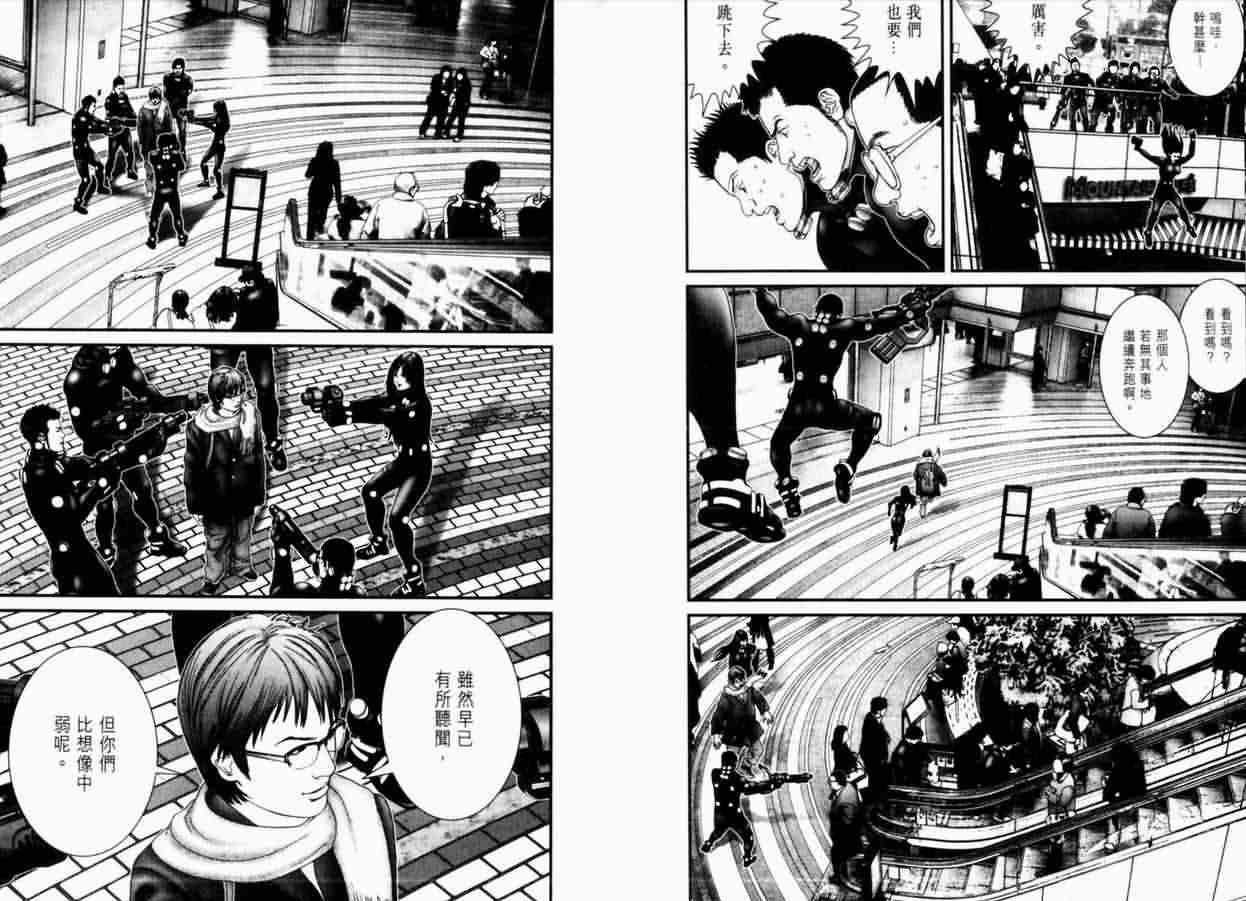 嗚哇，
幹甚麼—
厲害。
我們
也要…
跳下去。
看到嗎？
看到嗎？
那個人
若無其事地
繼續奔跑啊。
雖然早已
有所聽聞，
但你們
比想像中
弱呢。